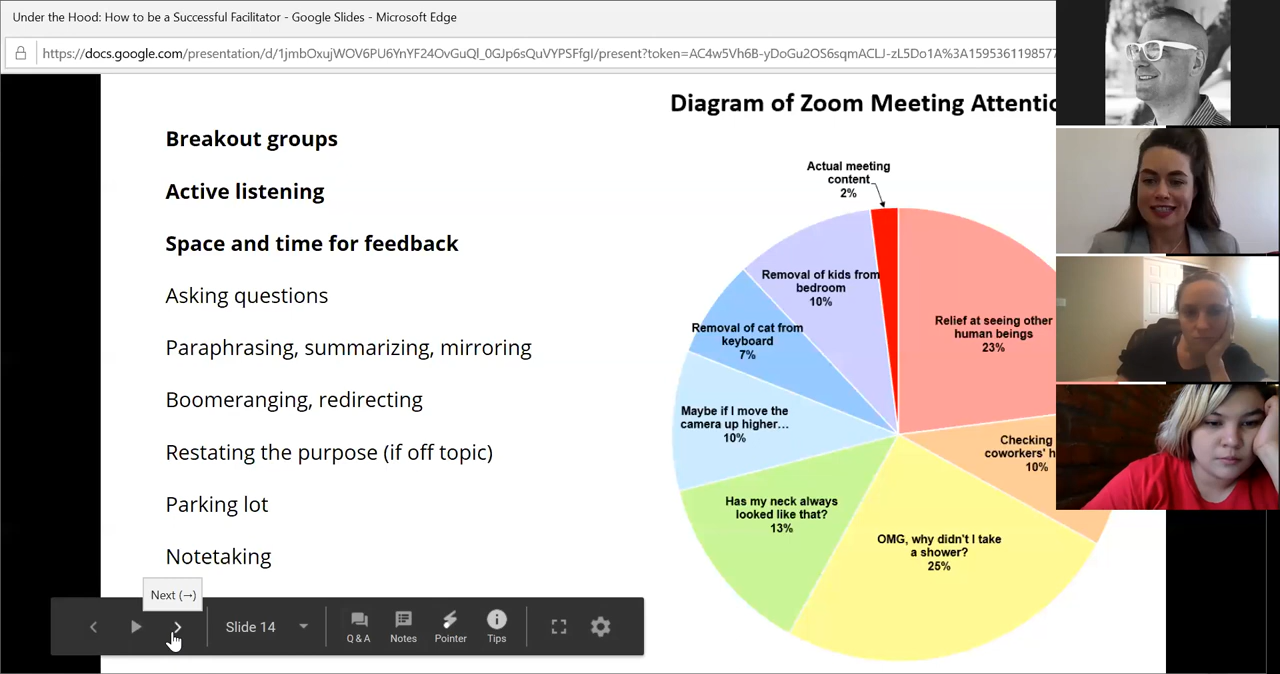 Under the Hood: How to be a Successful Facilitator - Google Slides - Microsoft Edge
https://docs.google.com/presentation/d/1jmbOxujWOV6PU6YnYF24OvGuQl_0GJp6sQuVYPSFfgI/present?token=AC4w5Vh6B-yDoGu2OS6sqmACLJ-zL5Do1A%3A1595361198577
Diagram of Zoom Meeting Attentio
Breakout groups
Active listening
Space and time for feedback
Asking questions
Paraphrasing, summarizing, mirroring
Boomeranging, redirecting
Restating the purpose (if off topic)
Parking lot
Notetaking
Actual meeting
content
2%
Removal of kids from
bedroom
10%
Relief at seeing other
human beings
23%
Removal of cat from
keyboard
7%
Maybe if I move the
camera up higher...
10%
Checking
coworkers' h
10%
Has my neck always
looked like that?
13%
OMG, why didn't I take
a shower?
25%
Next (→)
Slide 14
Q & A
Notes
Pointer
Tips